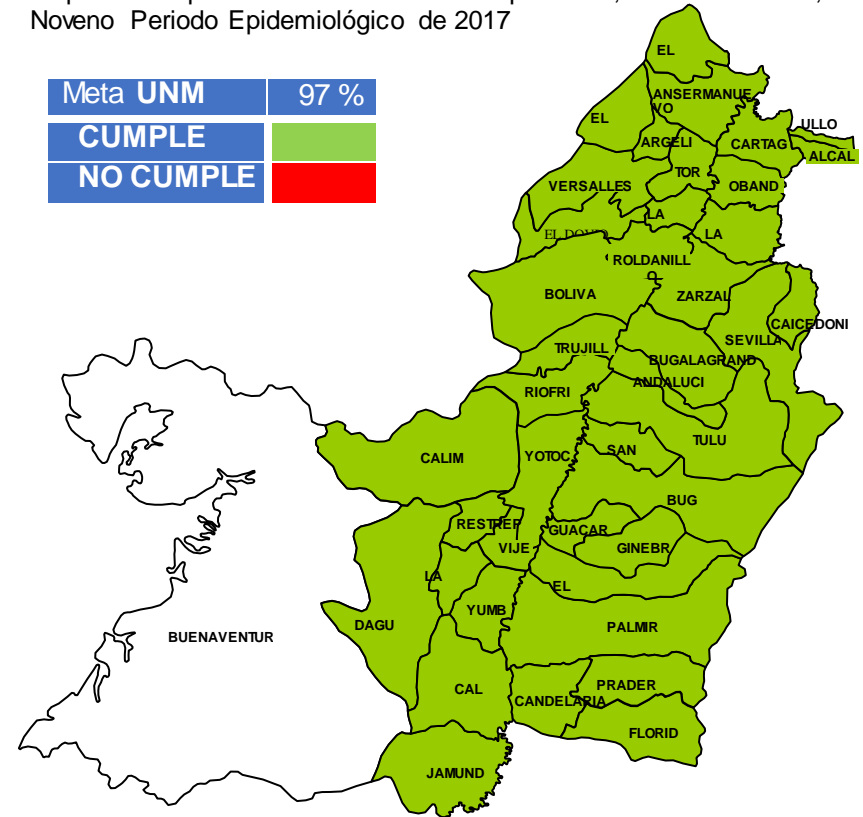 Noveno Periodo Epidemiológico de 2017
Meta UNM 97 %
CUMPLE
NO CUMPLE
EL
ANSERMANUE
VO
EL
ULLO
ARGELI
CARTAG
ALCAL
TOR
VERSALLES
OBAND
LA
LA
ROLDANILL
O
BOLIVA
ZARZAL
CAICEDONI
SEVILLA
TRUJILL
BUGALAGRAND
ANDALUCI
RIOFRI
TULU
SAN
CALIM
YOTOC
BUG
RESTREP
GUACAR
VIJE
GINEBR
LA
EL
YUMB
DAGU
PALMIR
BUENAVENTUR
CAL
PRADER
CANDELARIA
FLORID
JAMUND